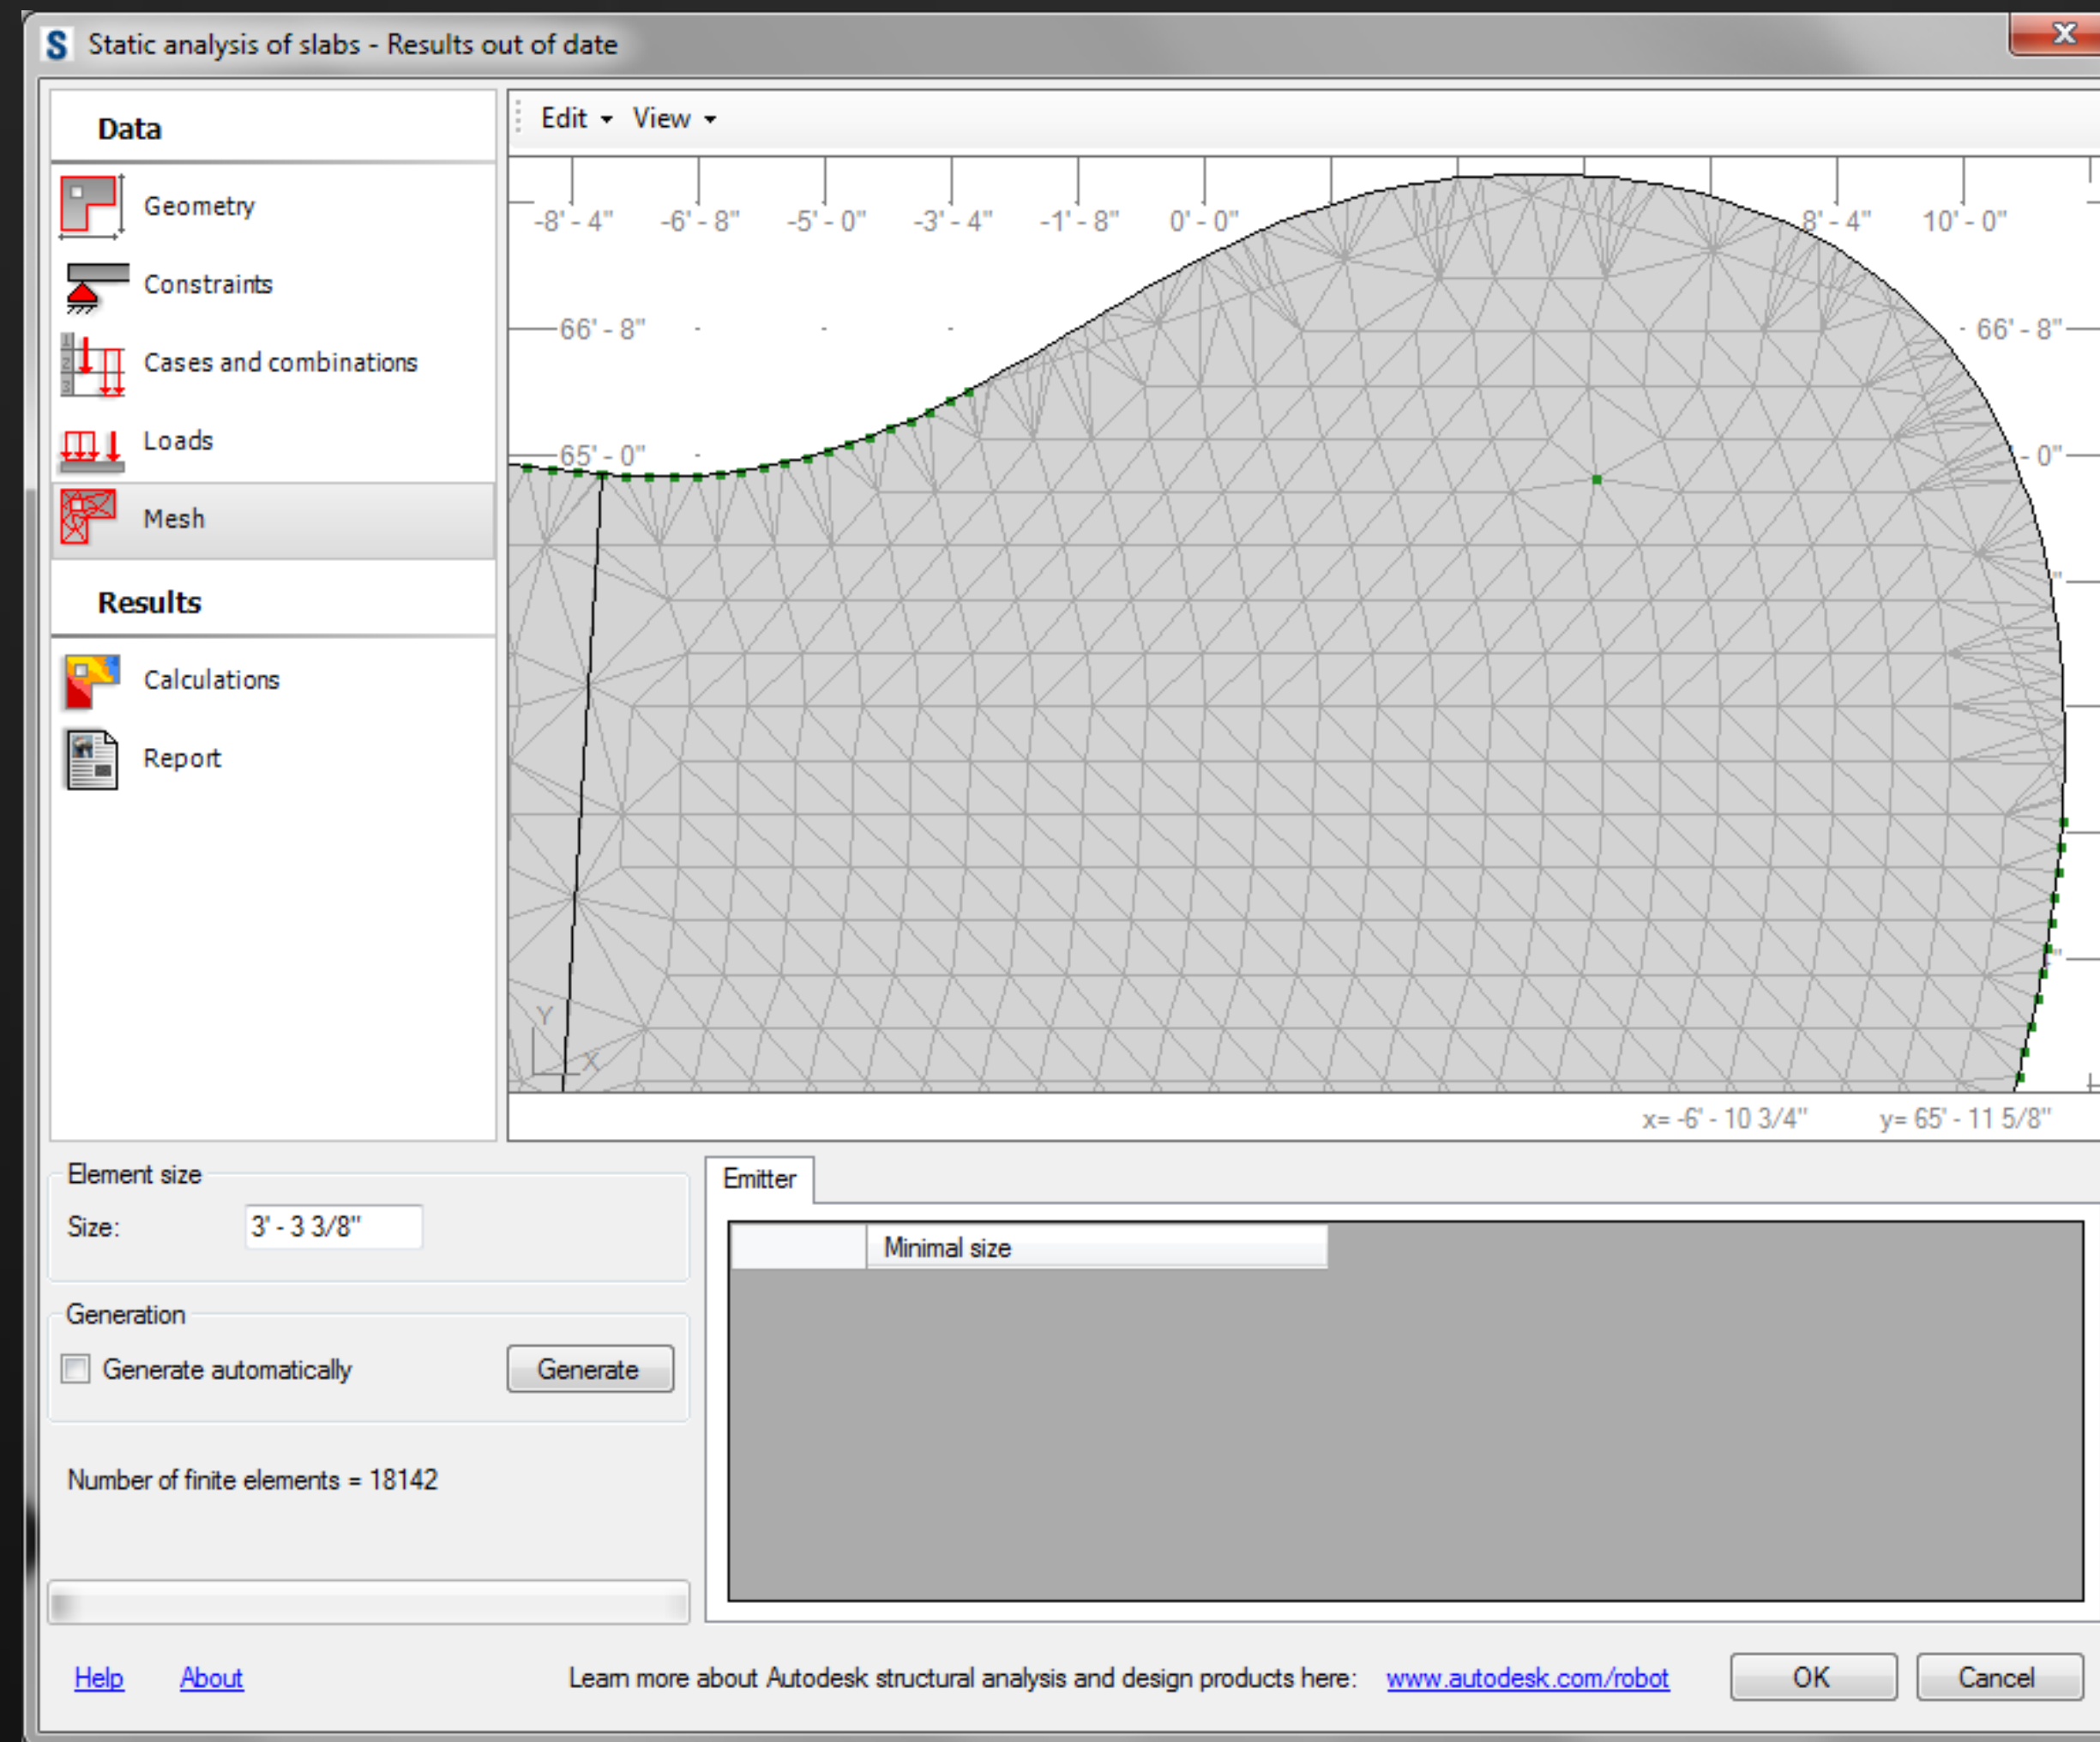 Static analysis of slabs - Results out of date
Data
Geometry
Constraints
Cases and combinations
Loads
Mesh
Results
Calculations
Report
Edit View
-8' - 4" -6' - 8" -5' - 0" -3' - 4" -1' - 8" 0' - 0" 8' - 4" 10' - 0"
66' - 8" 66' - 8"
65' - 0" - 0"
Y
X
x= -6' - 10 3/4" y= 65' - 11 5/8"
Element size
Size: 3' - 3 3/8"
Generation
Generate automatically Generate
Number of finite elements = 18142
Emitter
Minimal size
Help About Learn more about Autodesk structural analysis and design products here: www.autodesk.com/robot OK Cancel